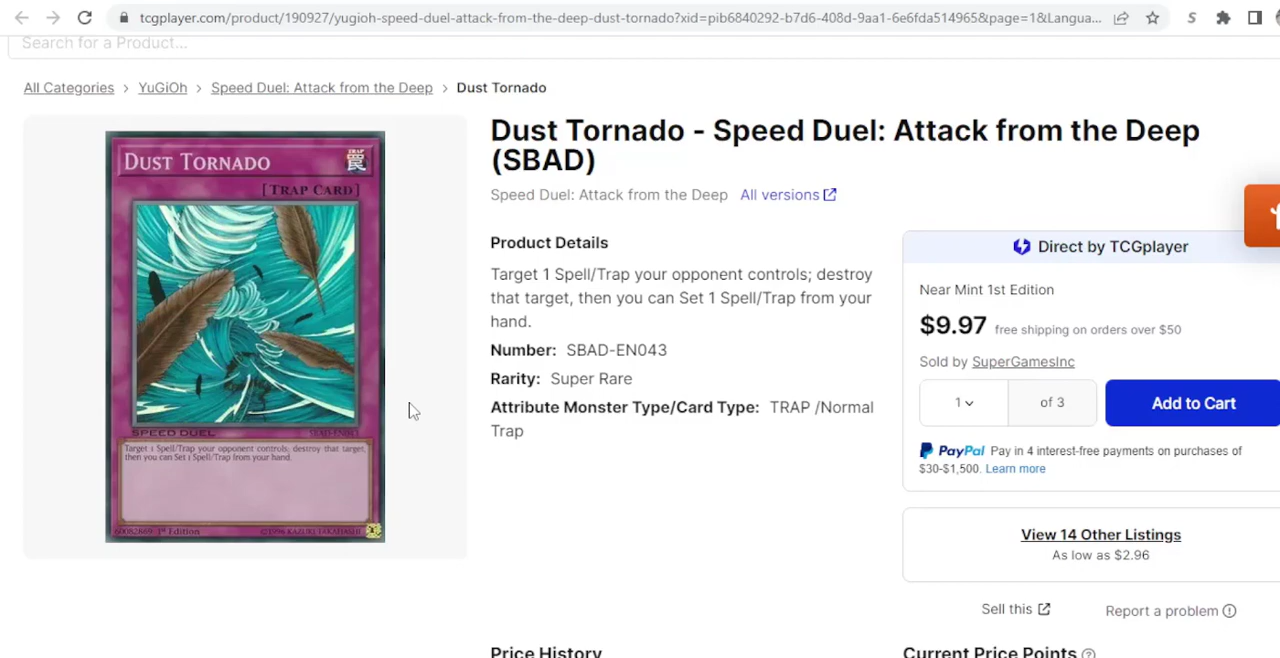 tcgplayer.com/product/190927/yugioh-speed-duel-attack-from-the-deep-dust-tornado?xid=pib6840292-b7d6-408d-9aa1-6e6fda514965&page=1&Langua...
S
Search for a Product...
All Categories > YuGiOh > Speed Duel: Attack from the Deep > Dust Tornado
DUST TORNADO
[TRAP CARD]
SPEED DUEL SBAD-EN043
Target 1 Spell/Trap your opponent controls; destroy that target,
then you can Set 1 Spell/Trap from your hand.
60082869 1st Edition ©1996 KAZUKI TAKAHASHI
Dust Tornado - Speed Duel: Attack from the Deep
(SBAD)
Speed Duel: Attack from the Deep All versions
Product Details
Target 1 Spell/Trap your opponent controls; destroy
that target, then you can Set 1 Spell/Trap from your
hand.
Number: SBAD-EN043
Rarity: Super Rare
Attribute Monster Type/Card Type: TRAP /Normal
Trap
Direct by TCGplayer
Near Mint 1st Edition
$9.97 free shipping on orders over $50
Sold by SuperGamesInc
1 of 3
Add to Cart
PayPal Pay in 4 interest-free payments on purchases of
$30-$1,500. Learn more
View 14 Other Listings
As low as $2.96
Sell this Report a problem
Price History
Current Price Points